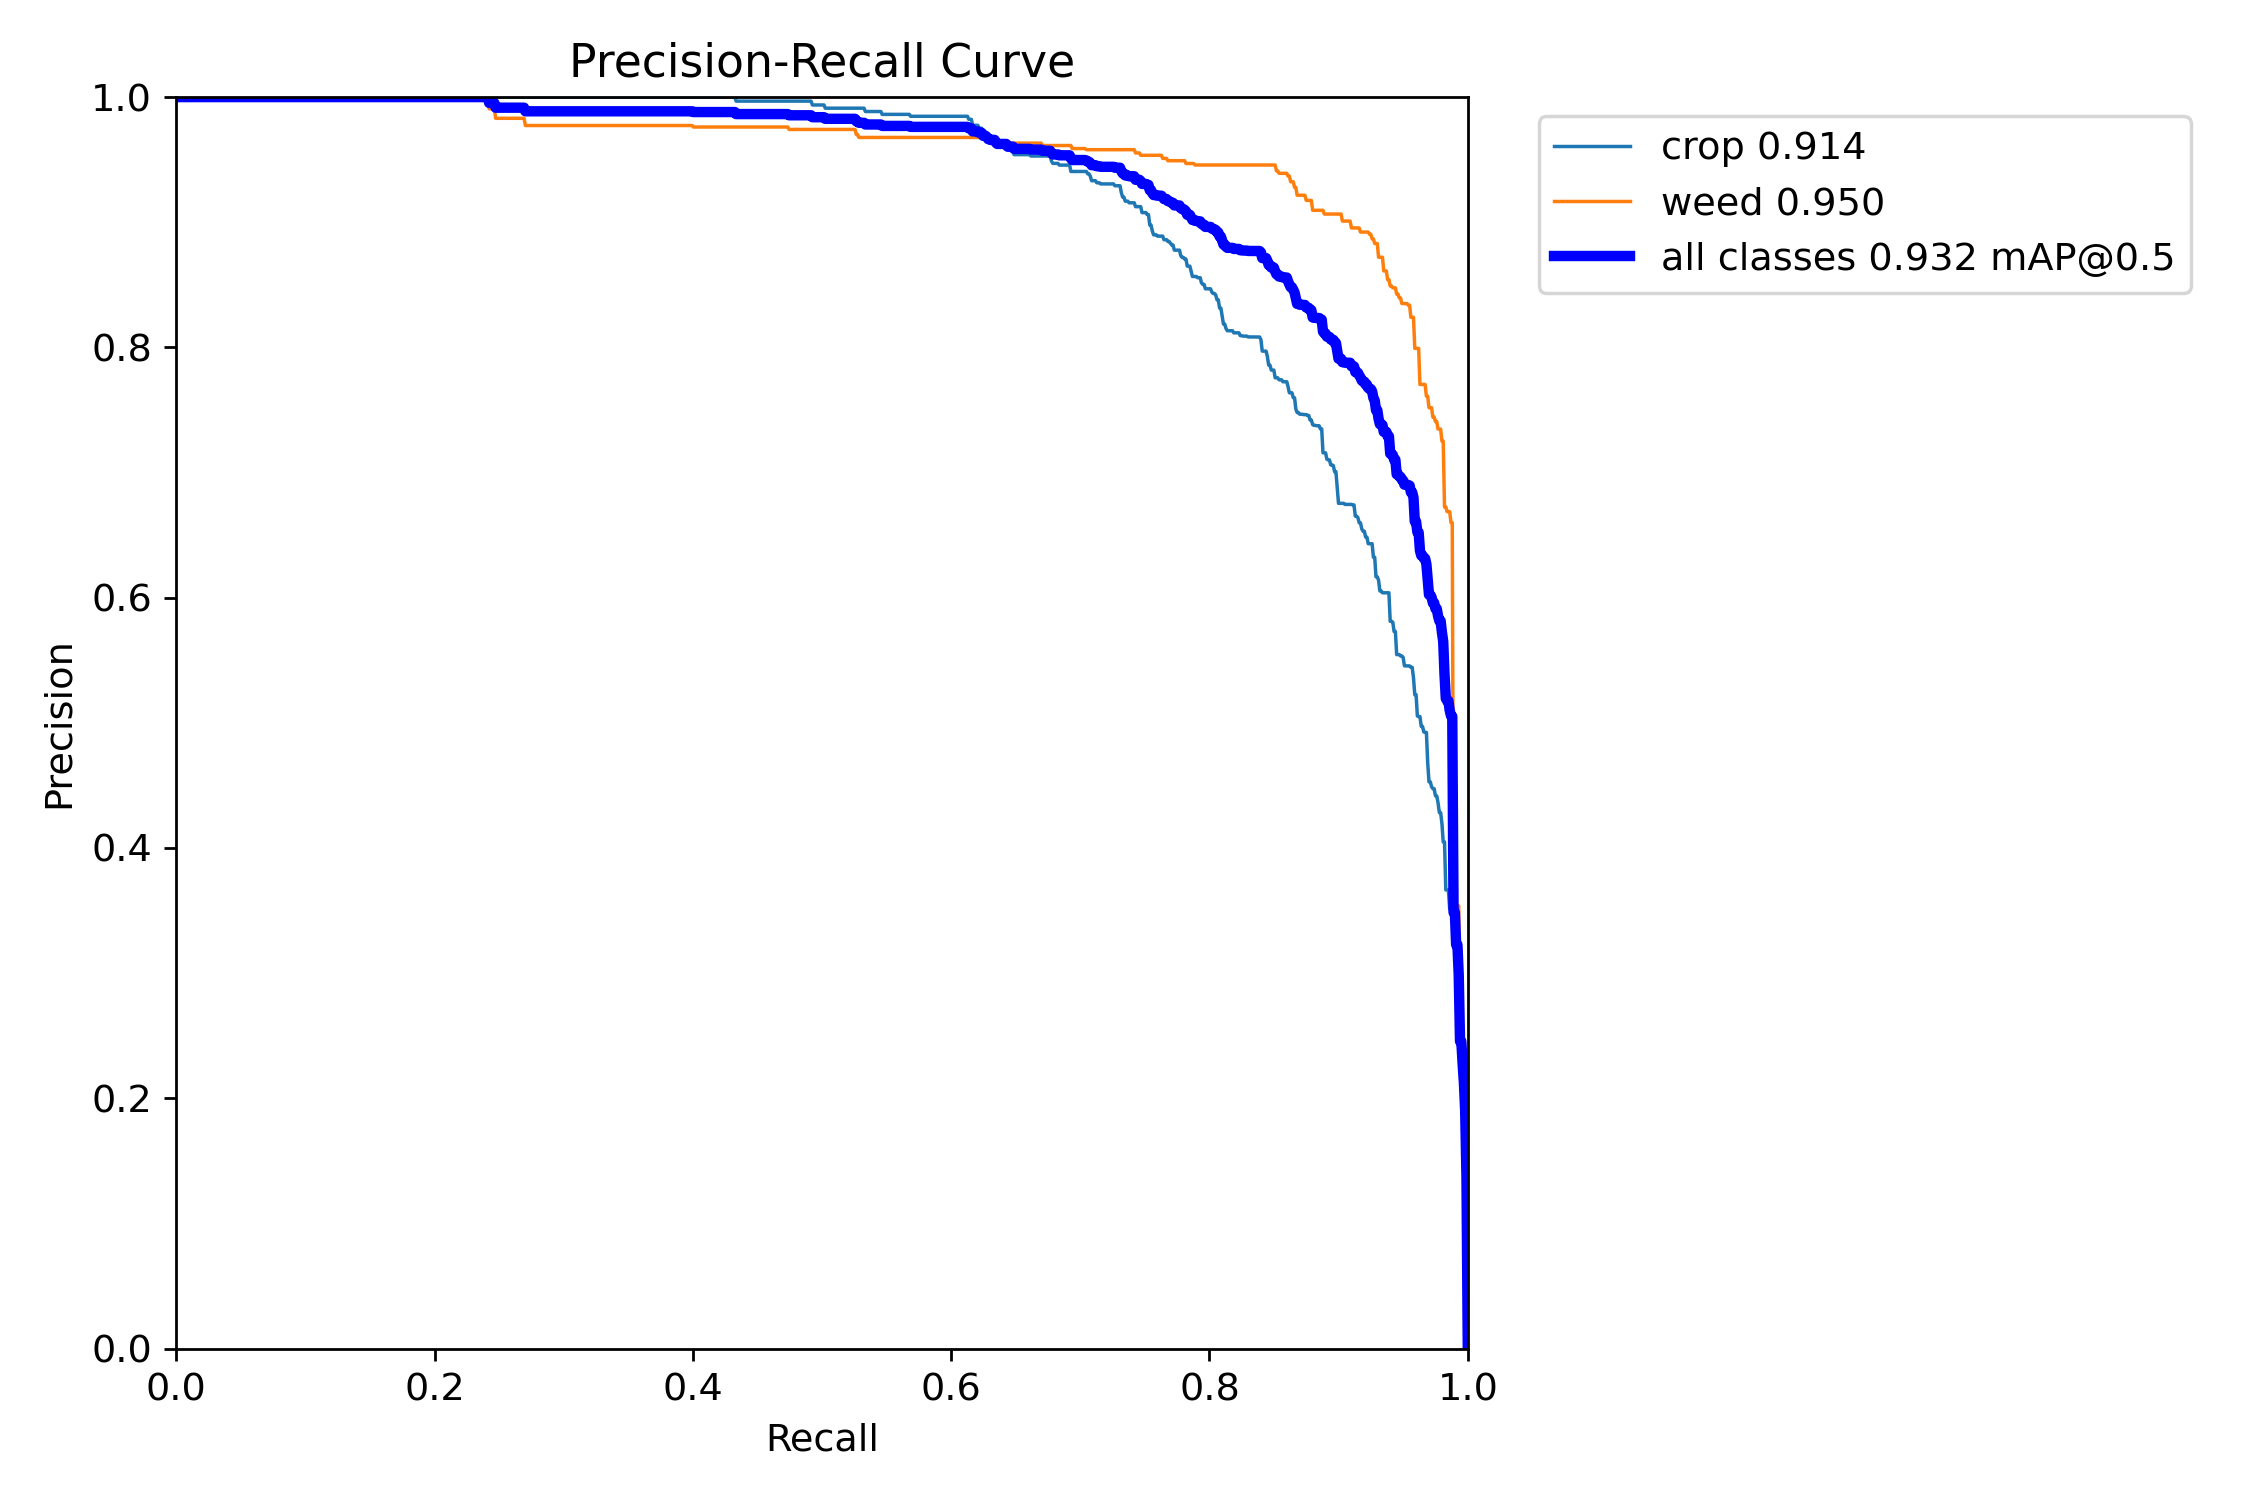 Precision-Recall Curve
1.0
0.8
0.6
0.4
0.2
0.0
Precision
0.0 0.2 0.4 0.6 0.8 1.0
Recall
crop 0.914
weed 0.950
all classes 0.932 mAP@0.5